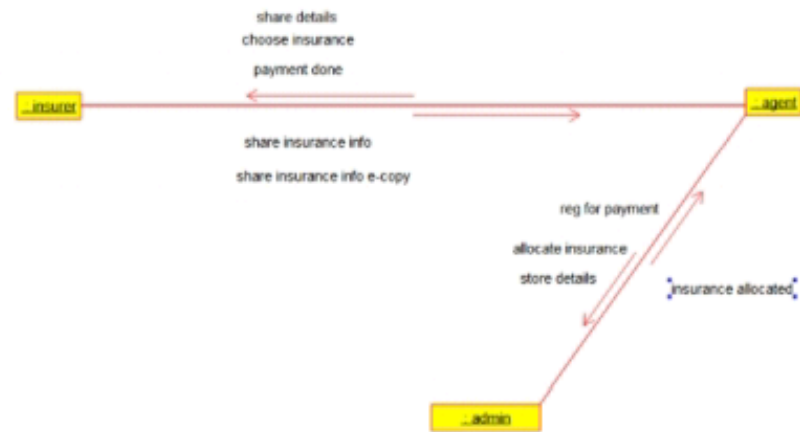 share details
choose insurance
payment done
: insurer
: agent
share insurance info
share insurance info e-copy
reg for payment
allocate insurance
store details
insurance allocated
: admin